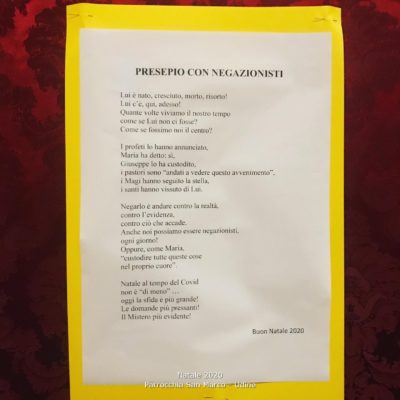 PRESEPIO CON NEGAZIONISTI
Lui è nato, cresciuto, morto, risorto!
Lui c'è, qui, adesso!
Quante volte viviamo il nostro tempo
come se Lui non ci fosse?
Come se fossimo noi il centro?
I profeti lo hanno annunciato,
Maria ha detto: sì,
Giuseppe lo ha custodito,
i pastori sono "andati a vedere questo avvenimento",
i Magi hanno seguito la stella,
i santi hanno vissuto di Lui.
Negarlo è andare contro la realtà,
contro l'evidenza,
contro ciò che accade.
Anche noi possiamo essere negazionisti,
ogni giorno!
Oppure, come Maria,
"custodire tutte queste cose
nel proprio cuore".
Natale al tempo del Covid
non è "di meno" …
oggi la sfida è più grande!
Le domande più pressanti!
Il Mistero più evidente!
Buon Natale 2020
Natale 2020
Parrocchia San Marco - Udine